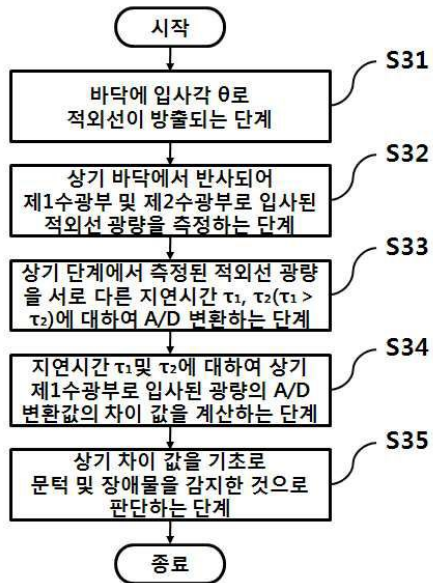 시작
S31
바닥에 입사각 θ로
적외선이 방출되는 단계
S32
상기 바닥에서 반사되어
제1수광부 및 제2수광부로 입사된
적외선 광량을 측정하는 단계
S33
상기 단계에서 측정된 적외선 광량
을 서로 다른 지연시간 τ₁, τ₂(τ₁ >
τ₂)에 대하여 A/D 변환하는 단계
S34
지연시간 τ₁및 τ₂에 대하여 상기
제1수광부로 입사된 광량의 A/D
변환값의 차이 값을 계산하는 단계
S35
상기 차이 값을 기초로
문턱 및 장애물을 감지한 것으로
판단하는 단계
종료